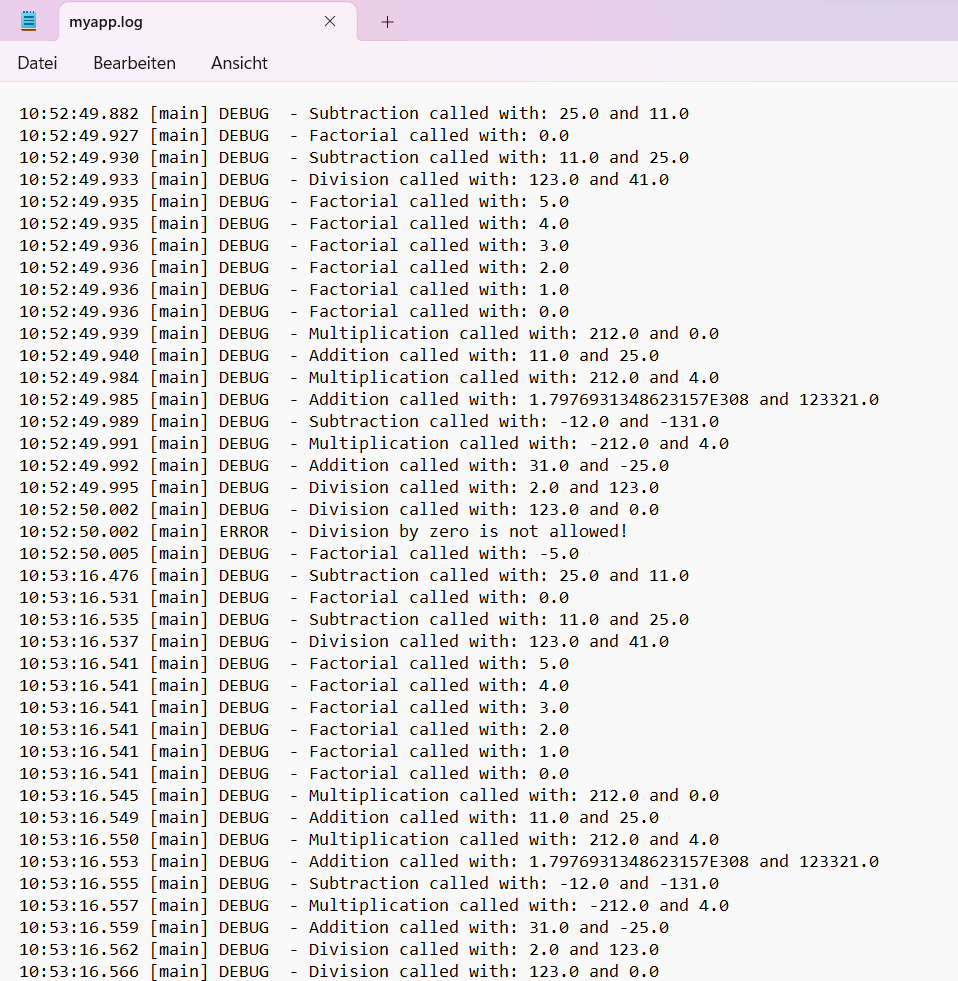 myapp.log
Datei Bearbeiten Ansicht
10:52:49.882 [main] DEBUG  - Subtraction called with: 25.0 and 11.0
10:52:49.927 [main] DEBUG  - Factorial called with: 0.0
10:52:49.930 [main] DEBUG  - Subtraction called with: 11.0 and 25.0
10:52:49.933 [main] DEBUG  - Division called with: 123.0 and 41.0
10:52:49.935 [main] DEBUG  - Factorial called with: 5.0
10:52:49.935 [main] DEBUG  - Factorial called with: 4.0
10:52:49.936 [main] DEBUG  - Factorial called with: 3.0
10:52:49.936 [main] DEBUG  - Factorial called with: 2.0
10:52:49.936 [main] DEBUG  - Factorial called with: 1.0
10:52:49.936 [main] DEBUG  - Factorial called with: 0.0
10:52:49.939 [main] DEBUG  - Multiplication called with: 212.0 and 0.0
10:52:49.940 [main] DEBUG  - Addition called with: 11.0 and 25.0
10:52:49.984 [main] DEBUG  - Multiplication called with: 212.0 and 4.0
10:52:49.985 [main] DEBUG  - Addition called with: 1.7976931348623157E308 and 123321.0
10:52:49.989 [main] DEBUG  - Subtraction called with: -12.0 and -131.0
10:52:49.991 [main] DEBUG  - Multiplication called with: -212.0 and 4.0
10:52:49.992 [main] DEBUG  - Addition called with: 31.0 and -25.0
10:52:49.995 [main] DEBUG  - Division called with: 2.0 and 123.0
10:52:50.002 [main] DEBUG  - Division called with: 123.0 and 0.0
10:52:50.002 [main] ERROR  - Division by zero is not allowed!
10:52:50.005 [main] DEBUG  - Factorial called with: -5.0
10:53:16.476 [main] DEBUG  - Subtraction called with: 25.0 and 11.0
10:53:16.531 [main] DEBUG  - Factorial called with: 0.0
10:53:16.535 [main] DEBUG  - Subtraction called with: 11.0 and 25.0
10:53:16.537 [main] DEBUG  - Division called with: 123.0 and 41.0
10:53:16.541 [main] DEBUG  - Factorial called with: 5.0
10:53:16.541 [main] DEBUG  - Factorial called with: 4.0
10:53:16.541 [main] DEBUG  - Factorial called with: 3.0
10:53:16.541 [main] DEBUG  - Factorial called with: 2.0
10:53:16.541 [main] DEBUG  - Factorial called with: 1.0
10:53:16.541 [main] DEBUG  - Factorial called with: 0.0
10:53:16.545 [main] DEBUG  - Multiplication called with: 212.0 and 0.0
10:53:16.549 [main] DEBUG  - Addition called with: 11.0 and 25.0
10:53:16.550 [main] DEBUG  - Multiplication called with: 212.0 and 4.0
10:53:16.553 [main] DEBUG  - Addition called with: 1.7976931348623157E308 and 123321.0
10:53:16.555 [main] DEBUG  - Subtraction called with: -12.0 and -131.0
10:53:16.557 [main] DEBUG  - Multiplication called with: -212.0 and 4.0
10:53:16.559 [main] DEBUG  - Addition called with: 31.0 and -25.0
10:53:16.562 [main] DEBUG  - Division called with: 2.0 and 123.0
10:53:16.566 [main] DEBUG  - Division called with: 123.0 and 0.0